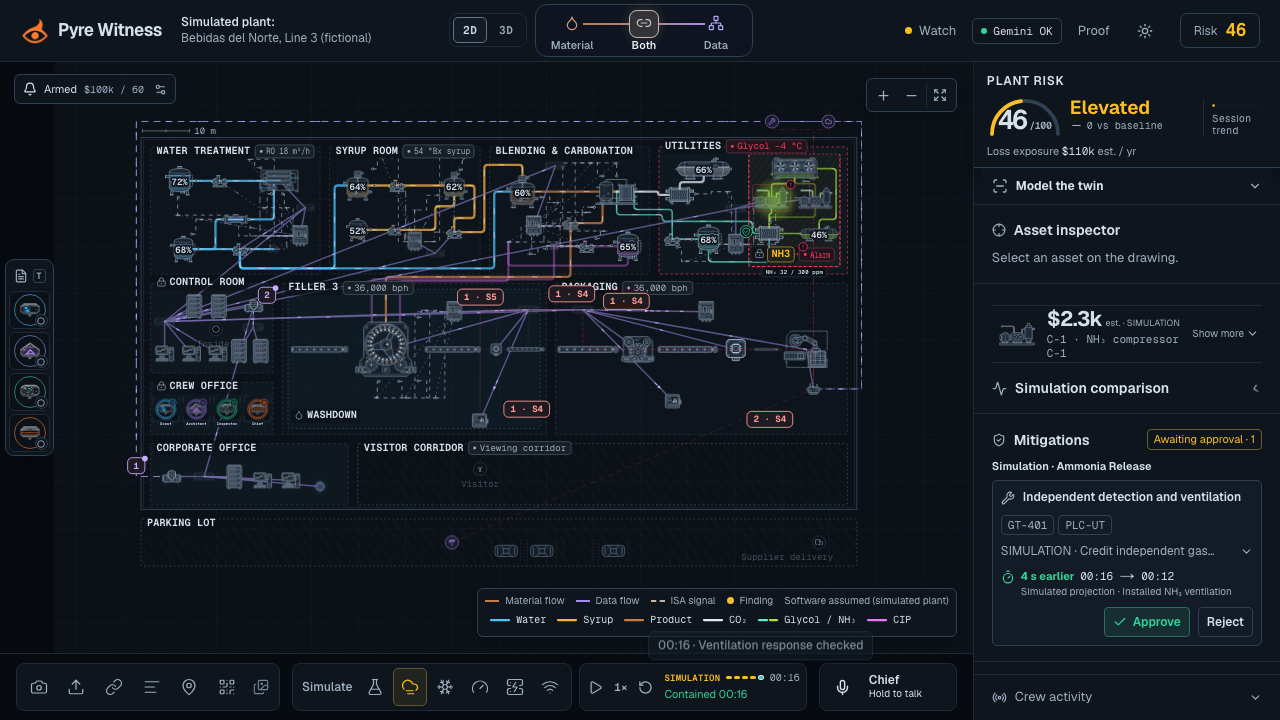 Pyre Witness
Simulated plant:
Bebidas del Norte, Line 3 (fictional)
2D 3D
Material Both Data
Watch
Gemini OK
Proof
Risk 46
Armed $100k / 60
10 m
WATER TREATMENT RO 18 m³/h
SYRUP ROOM 54 °Bx syrup
BLENDING & CARBONATION
UTILITIES Glycol −4 °C
72%
64%
62%
60%
66%
52%
68%
65%
68%
46%
NH3
Alarm
NH₃ 32 / 300 ppm
CONTROL ROOM
2
FILLER 3 36,000 bph
1 · S5
1 · S4
PACKAGING 36,000 bph
1 · S4
Inside
CREW OFFICE
Scout Architect Inspector Chief
WASHDOWN
1 · S4
2 · S4
CORPORATE OFFICE
VISITOR CORRIDOR Viewing corridor
1
Visitor
PARKING LOT
Supplier delivery
T
Material flow Data flow ISA signal Finding Software assumed (simulated plant)
Water Syrup Product CO₂ Glycol / NH₃ CIP
00:16 · Ventilation response checked
Simulate
1×
SIMULATION 00:16
Contained 00:16
Chief
Hold to talk
PLANT RISK
46 /100
Elevated
— 0 vs baseline
Session trend
Loss exposure $110k est. / yr
Model the twin
Asset inspector
Select an asset on the drawing.
$2.3k est. · SIMULATION
C-1 · NH₃ compressor
C-1
Show more
Simulation comparison
Mitigations
Awaiting approval · 1
Simulation · Ammonia Release
Independent detection and ventilation
GT-401 PLC-UT
SIMULATION · Credit independent gas…
4 s earlier 00:16 → 00:12
Simulated projection · Installed NH₃ ventilation
Approve Reject
Crew activity